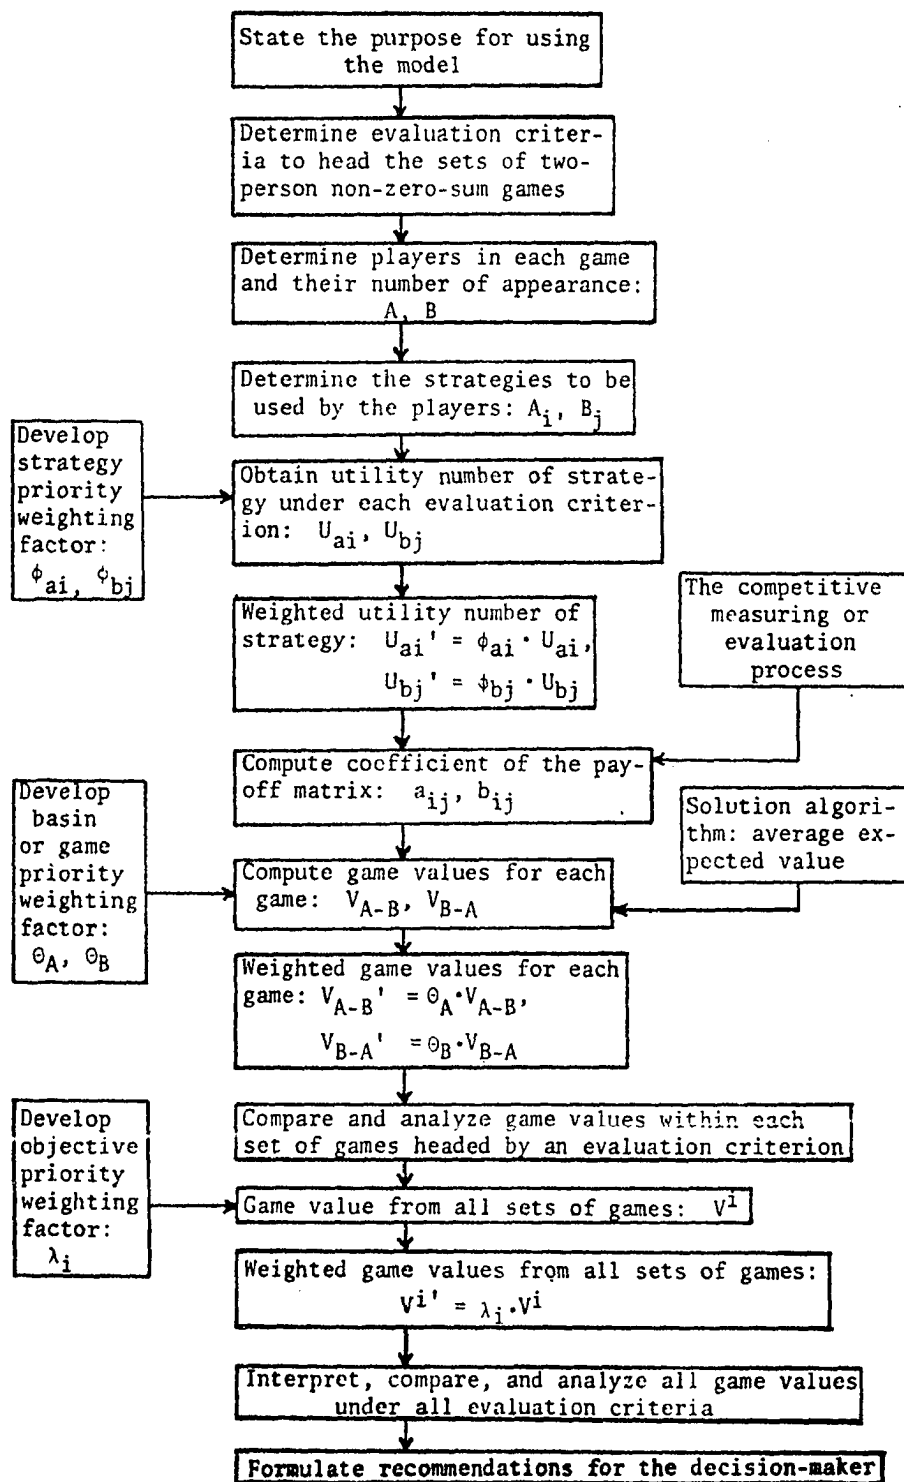 State the purpose for using
the model
Determine evaluation criter-
ia to head the sets of two-
person non-zero-sum games
Determine players in each game
and their number of appearance:
A, B
Determine the strategies to be
used by the players: A_i, B_j
Develop
strategy
priority
weighting
factor:
ϕ_ai, ϕ_bj
Obtain utility number of strate-
gy under each evaluation criter-
ion: U_ai, U_bj
Weighted utility number of
strategy: U_ai' = ϕ_ai · U_ai,
U_bj' = ϕ_bj · U_bj
The competitive
measuring or
evaluation
process
Compute coefficient of the pay-
off matrix: a_ij, b_ij
Develop
basin
or game
priority
weighting
factor:
Θ_A, Θ_B
Solution algori-
thm: average ex-
pected value
Compute game values for each
game: V_A-B, V_B-A
Weighted game values for each
game: V_A-B' = Θ_A·V_A-B,
V_B-A' = Θ_B·V_B-A
Develop
objective
priority
weighting
factor:
λ_i
Compare and analyze game values within each
set of games headed by an evaluation criterion
Game value from all sets of games: V^i
Weighted game values from all sets of games:
V^i' = λ_i·V^i
Interpret, compare, and analyze all game values
under all evaluation criteria
Formulate recommendations for the decision-maker